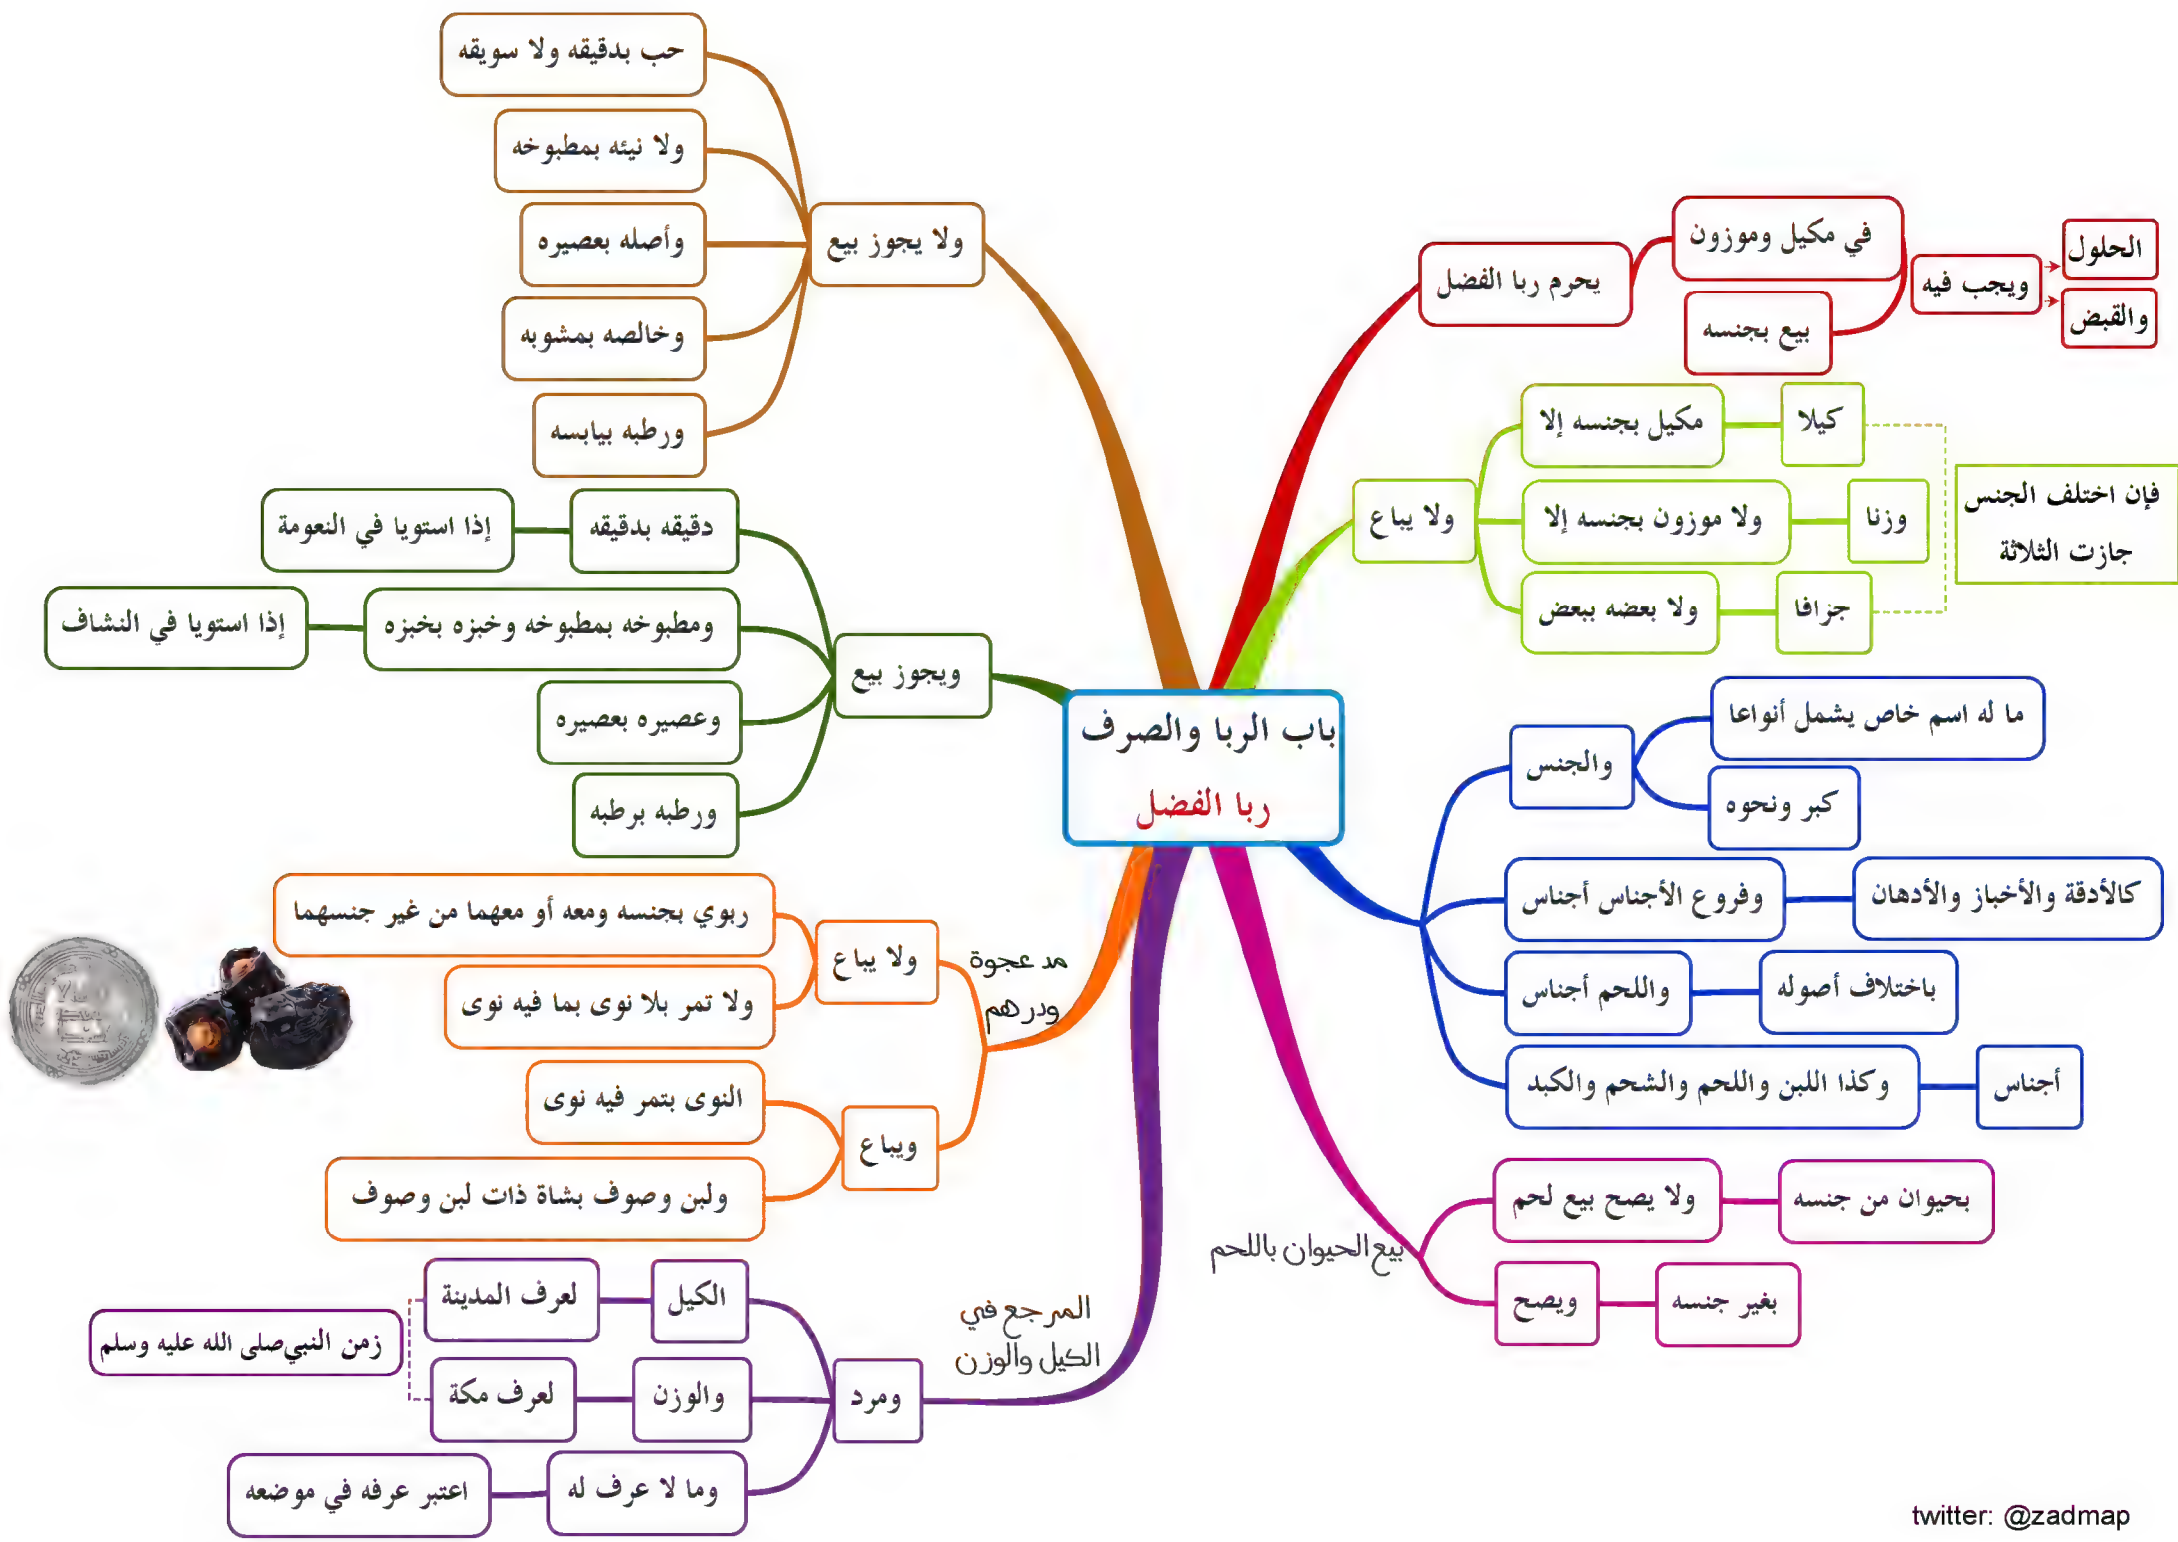 باب الربا والصرف
ربا الفضل
يحرم ربا الفضل
في مكيل وموزون
بيع بجنسه
ويجب فيه
الحلول
والقبض
ولا يباع
مكيل بجنسه إلا
كيلا
ولا موزون بجنسه إلا
وزنا
ولا بعضه ببعض
جزافا
فإن اختلف الجنس
جازت الثلاثة
والجنس
ما له اسم خاص يشمل أنواعا
كبر ونحوه
وفروع الأجناس أجناس
كالأدقة والأخباز والأدهان
واللحم أجناس
باختلاف أصوله
وكذا اللبن واللحم والشحم والكبد
أجناس
بيع الحيوان باللحم
ولا يصح بيع لحم
بحيوان من جنسه
ويصح
بغير جنسه
ولا يجوز بيع
حب بدقيقه ولا سويقه
ولا نيئه بمطبوخه
وأصله بعصيره
وخالصه بمشوبه
ورطبه بيابسه
ويجوز بيع
دقيقه بدقيقه
إذا استويا في النعومة
ومطبوخه بمطبوخه وخبزه بخبزه
إذا استويا في النشاف
وعصيره بعصيره
ورطبه برطبه
مد عجوة
ودرهم
ولا يباع
ربوي بجنسه ومعه أو معهما من غير جنسهما
ولا تمر بلا نوى بما فيه نوى
ويباع
النوى بتمر فيه نوى
ولبن وصوف بشاة ذات لبن وصوف
المرجع في
الكيل والوزن
ومرد
الكيل
لعرف المدينة
والوزن
لعرف مكة
زمن النبي صلى الله عليه وسلم
وما لا عرف له
اعتبر عرفه في موضعه
twitter: @zadmap